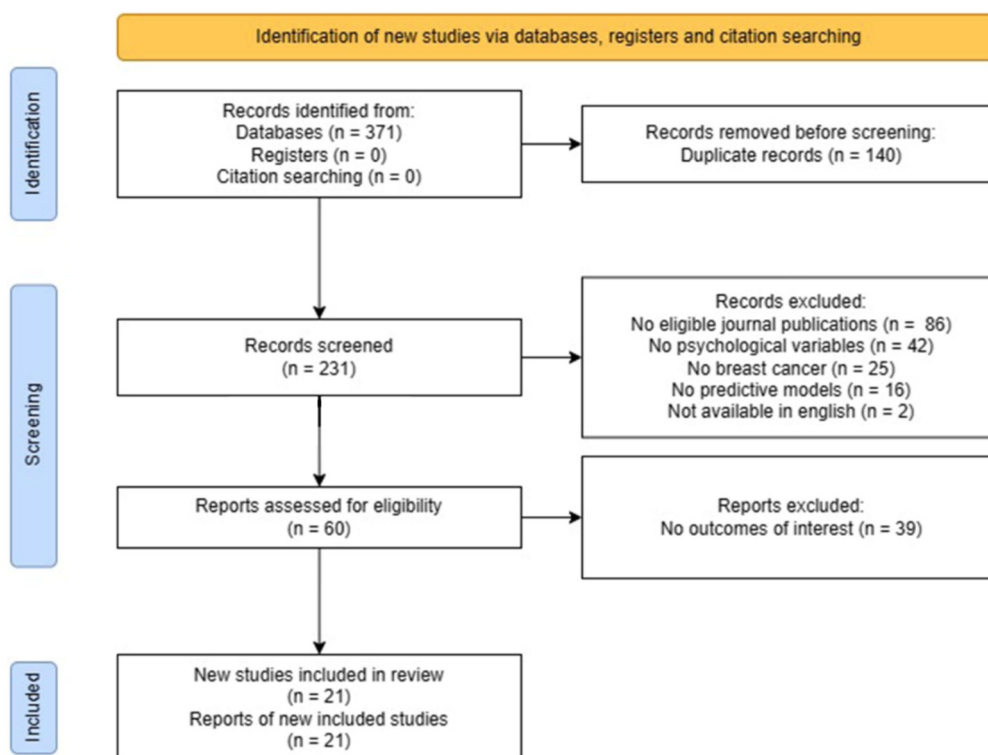 Identification of new studies via databases, registers and citation searching
Identification
Records identified from:
Databases (n = 371)
Registers (n = 0)
Citation searching (n = 0)
Records removed before screening:
Duplicate records (n = 140)
Screening
Records screened
(n = 231)
Records excluded:
No eligible journal publications (n =  86)
No psychological variables (n = 42)
No breast cancer (n = 25)
No predictive models (n = 16)
Not available in english (n = 2)
Reports assessed for eligibility
(n = 60)
Reports excluded:
No outcomes of interest (n = 39)
Included
New studies included in review
(n = 21)
Reports of new included studies
(n = 21)